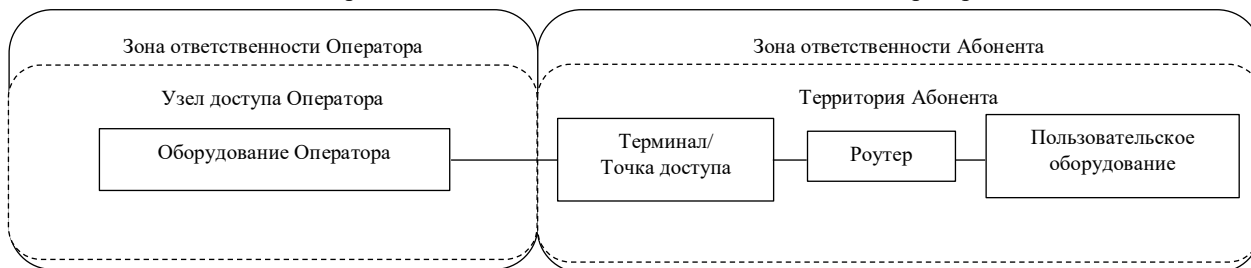 Зона ответственности Оператора
Зона ответственности Абонента
Узел доступа Оператора
Территория Абонента
Оборудование Оператора
Терминал/
Точка доступа
Роутер
Пользовательское
оборудование